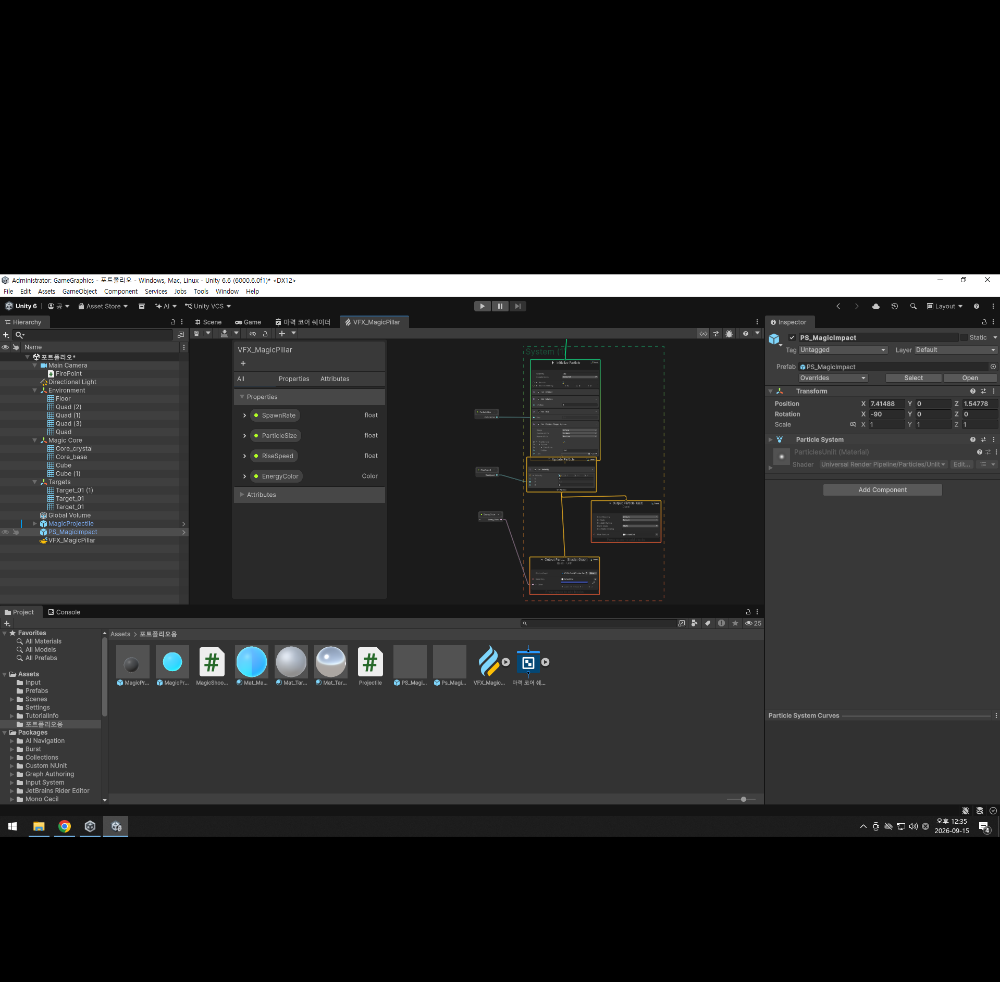 Administrator: GameGraphics - 포트폴리오 - Windows, Mac, Linux - Unity 6.6 (6000.6.0f1)* <DX12>
File Edit Assets GameObject Component Services Jobs Tools Window Help
Unity 6 공 Asset Store AI Unity VCS Layout
Hierarchy
Name
포트폴리오*
Main Camera
FirePoint
Directional Light
Environment
Floor
Quad (2)
Quad (1)
Quad (3)
Quad
Magic Core
Core_crystal
Core_base
Cube
Cube (1)
Targets
Target_01 (1)
Target_01
Target_01
Global Volume
MagicProjectile
PS_MagicImpact
VFX_MagicPillar
Scene Game 마력 코어 쉐이더 VFX_MagicPillar
VFX_MagicPillar
All Properties Attributes
Properties
SpawnRate float
ParticleSize float
RiseSpeed float
EnergyColor Color
Attributes
System (1
Initialize Particle
Update Particle
Output Particle Unlit
Quad
Output Parti... Shader Graph
Quad - Unlit
Inspector
PS_MagicImpact Static
Tag Untagged Layer Default
Prefab PS_MagicImpact
Overrides Select Open
Transform
Position X 7.41488 Y 0 Z 1.54778
Rotation X -90 Y 0 Z 0
Scale X 1 Y 1 Z 1
Particle System
ParticlesUnlit (Material)
Shader Universal Render Pipeline/Particles/Unlit Edit...
Add Component
Particle System Curves
Project Console
25
Favorites
All Materials
All Models
All Prefabs
Assets
Input
Prefabs
Scenes
Settings
TutorialInfo
포트폴리오용
Packages
AI Navigation
Burst
Collections
Custom NUnit
Graph Authoring
Input System
JetBrains Rider Editor
Mono Cecil
Assets > 포트폴리오용
MagicPr... MagicPr... MagicShoo... Mat_Ma... Mat_Tar... Mat_Tar... Projectile PS_Magi... Ps_Magi... VFX_Magic... 마력 코어 쉐...
오후 12:35
2026-09-15
4